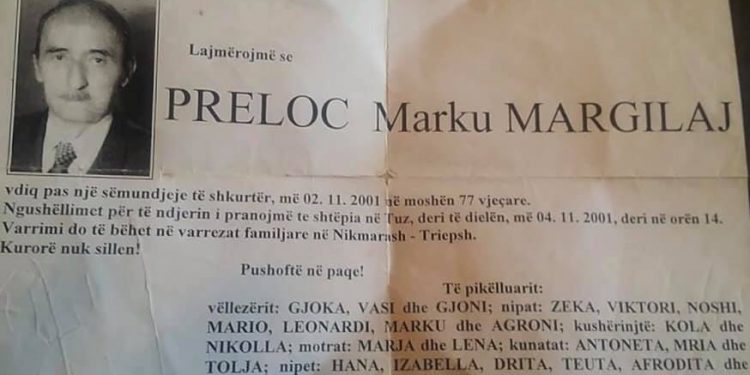 Lajmërojmë se
PRELOC Marku MARGILAJ
vdiq pas një sëmundjeje të shkurtër, më 02. 11. 2001 në moshën 77 vjeçare.
Ngushëllimet për të ndjerin i pranojmë te shtëpia në Tuz, deri të dielën, më 04. 11. 2001, deri në orën 14.
Varrimi do të bëhet në varrezat familjare në Nikmarash - Triepsh.
Kurorë nuk sillen!
Pushoftë në paqe!
Të pikëlluarit:
vëllezërit: GJOKA, VASI dhe GJONI; nipat: ZEKA, VIKTORI, NOSHI,
MARIO, LEONARDI, MARKU dhe AGRONI; kushërinjtë: KOLA dhe
NIKOLLA; motrat: MARJA dhe LENA; kunatat: ANTONETA, MRIA dhe
TOLJA; nipet: HANA, IZABELLA, DRITA, TEUTA, AFRODITA dhe